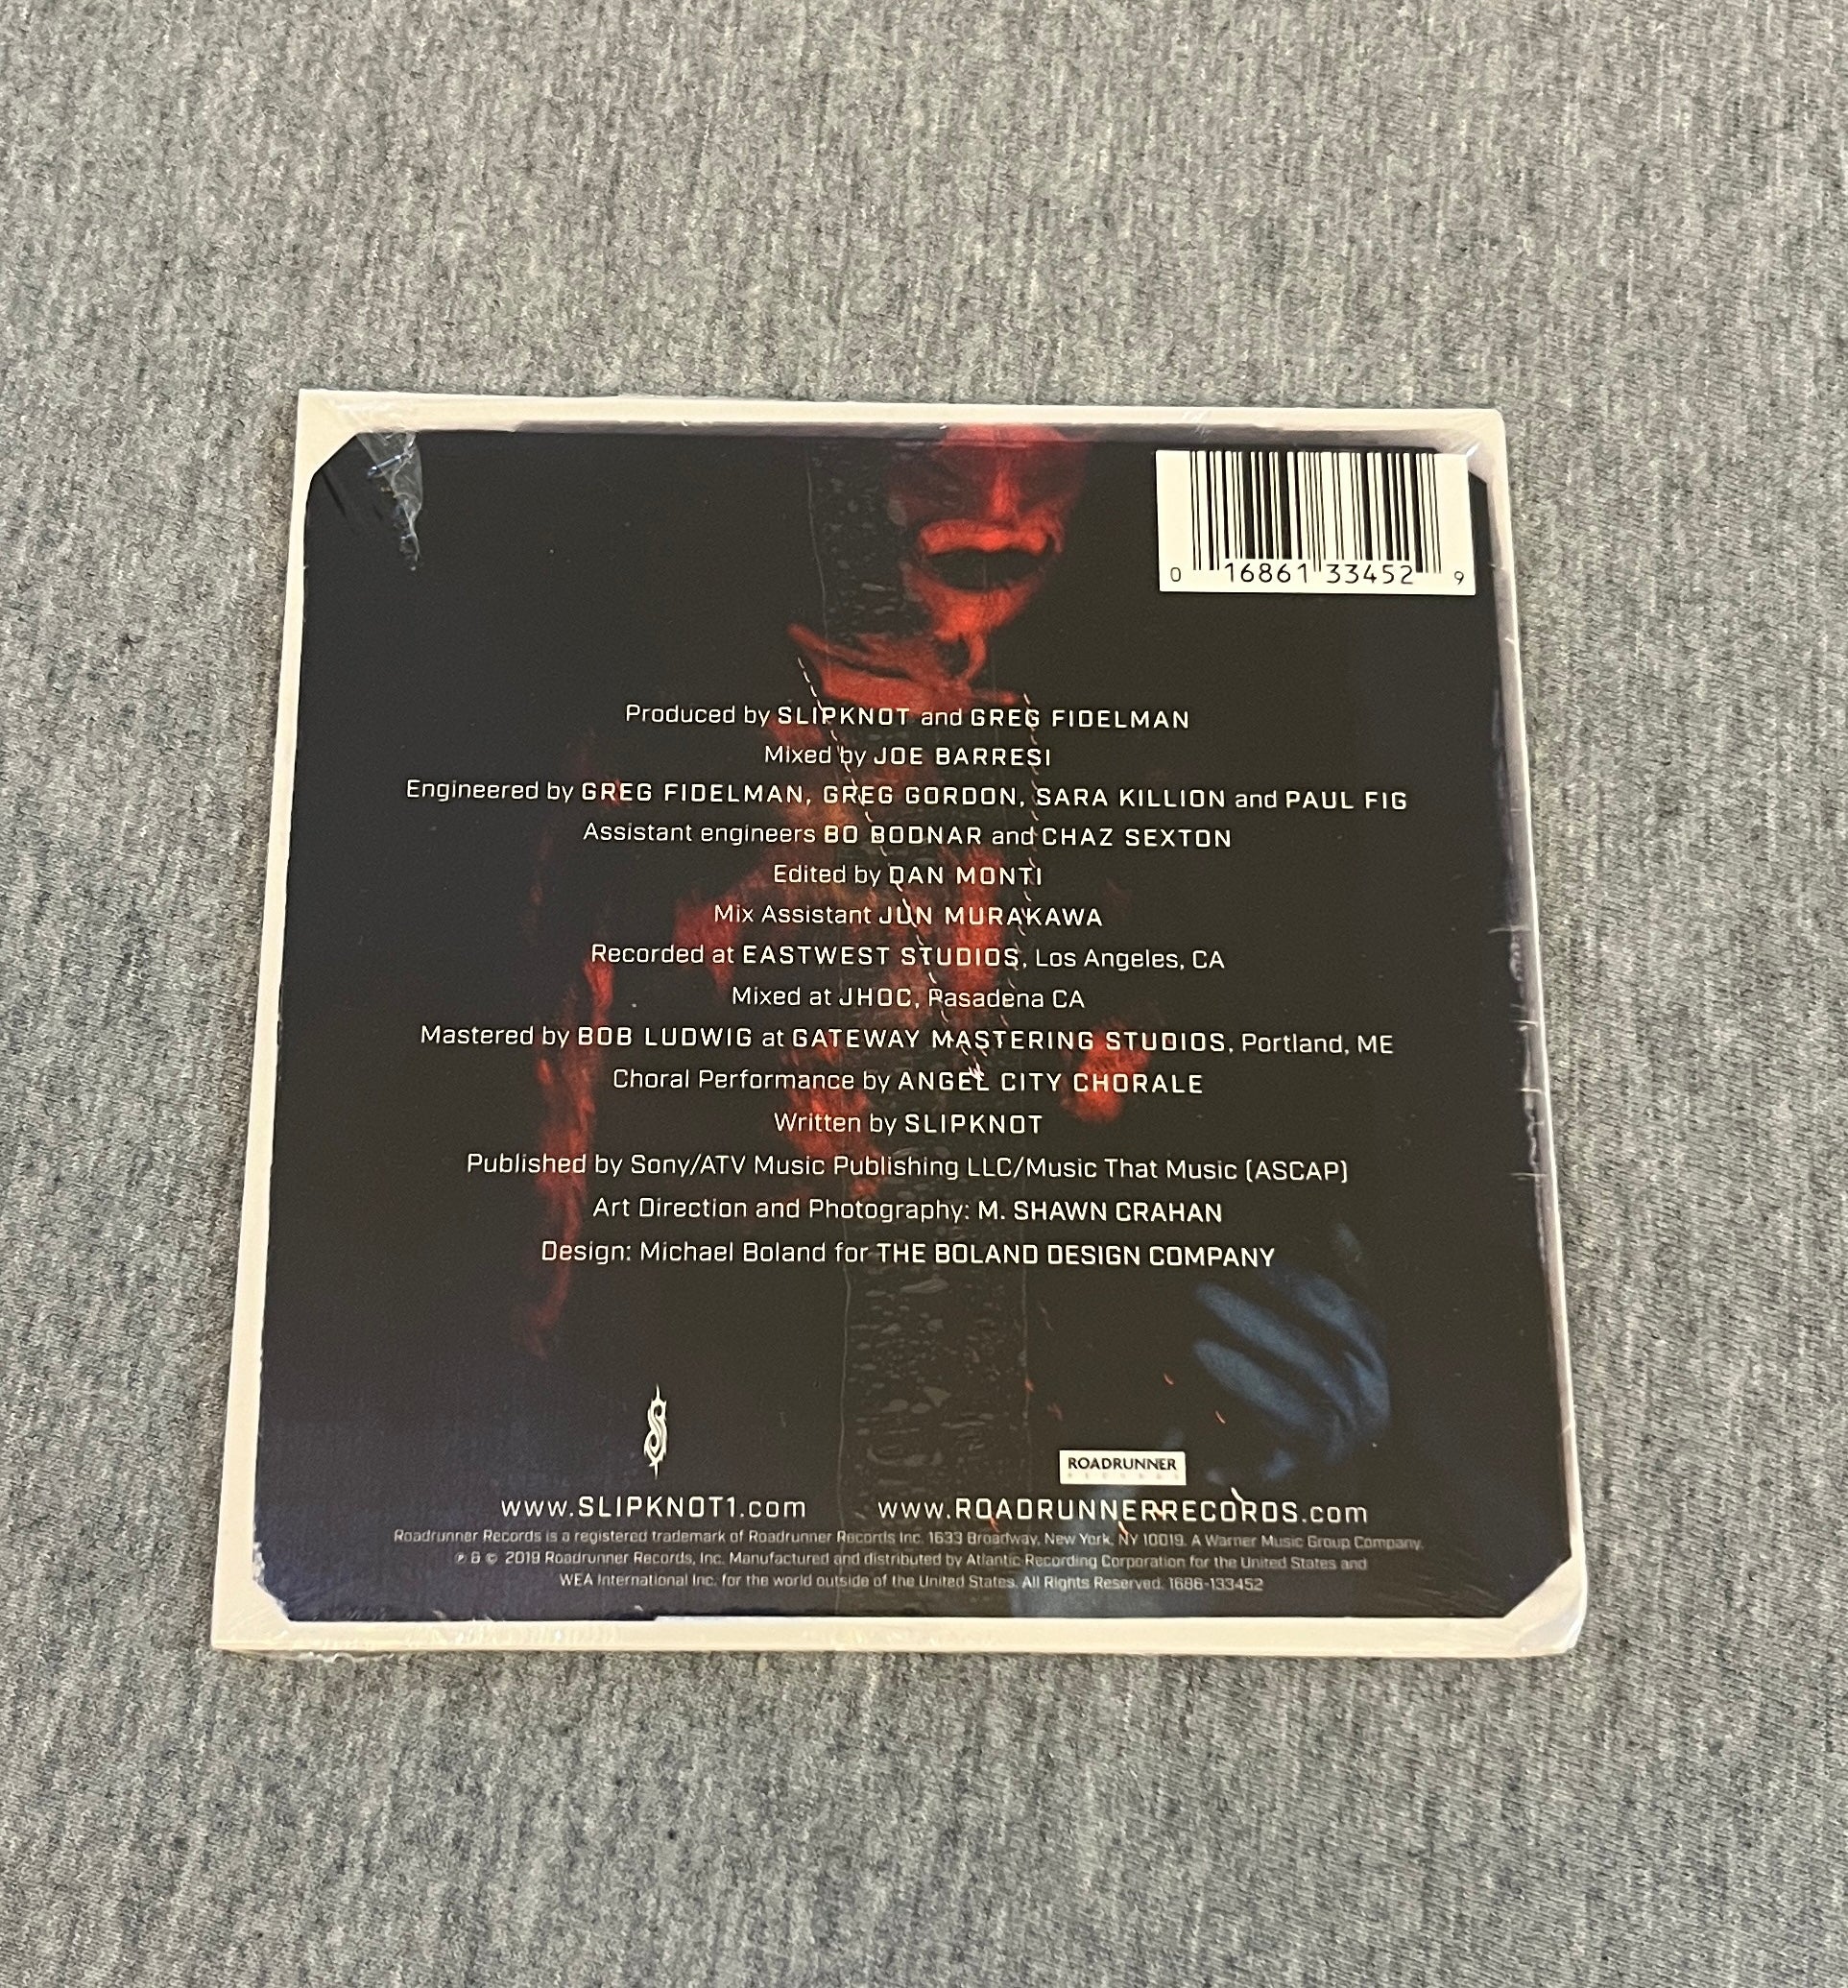 0 16861 33452 9
Produced by SLIPKNOT and GREG FIDELMAN
Mixed by JOE BARRESI
Engineered by GREG FIDELMAN, GREG GORDON, SARA KILLION and PAUL FIG
Assistant engineers BO BODNAR and CHAZ SEXTON
Edited by DAN MONTI
Mix Assistant JUN MURAKAWA
Recorded at EASTWEST STUDIOS, Los Angeles, CA
Mixed at JHOC, Pasadena CA
Mastered by BOB LUDWIG at GATEWAY MASTERING STUDIOS, Portland, ME
Choral Performance by ANGEL CITY CHORALE
Written by SLIPKNOT
Published by Sony/ATV Music Publishing LLC/Music That Music (ASCAP)
Art Direction and Photography: M. SHAWN CRAHAN
Design: Michael Boland for THE BOLAND DESIGN COMPANY
S
ROADRUNNER
RECORDS
www.SLIPKNOT1.com www.ROADRUNNERRECORDS.com
Roadrunner Records is a registered trademark of Roadrunner Records Inc. 1633 Broadway, New York, NY 10019. A Warner Music Group Company.
℗ & © 2019 Roadrunner Records, Inc. Manufactured and distributed by Atlantic Recording Corporation for the United States and
WEA International Inc. for the world outside of the United States. All Rights Reserved. 1686-133452